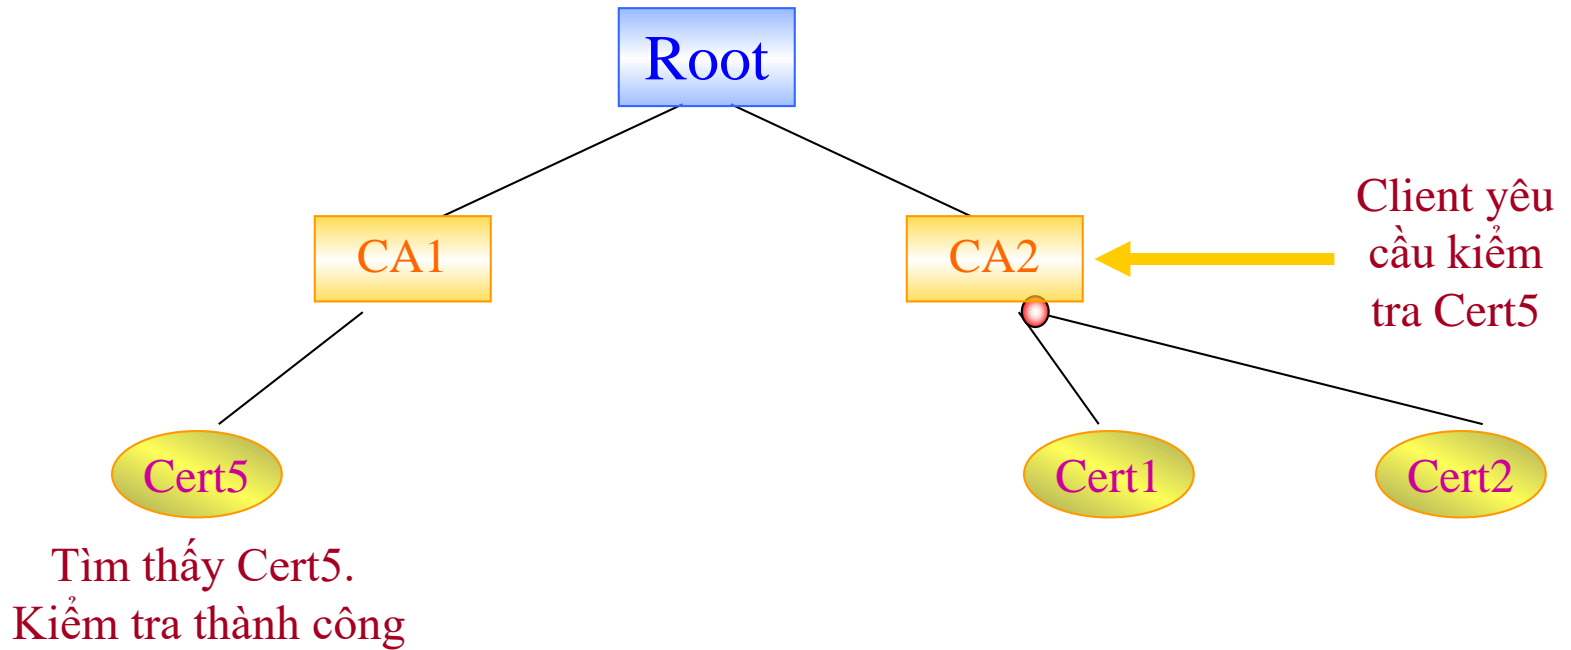 Root
CA1
CA2
Client yêu
cầu kiểm
tra Cert5
Cert5
Cert1
Cert2
Tìm thấy Cert5.
Kiểm tra thành công